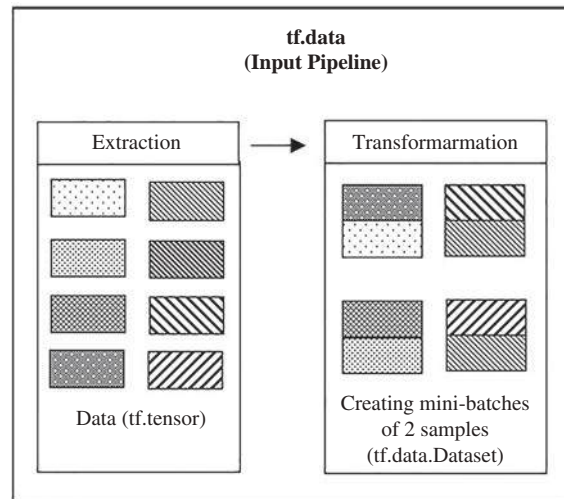 tf.data
(Input Pipeline)
Extraction
Data (tf.tensor)
Transformarmation
Creating mini-batches
of 2 samples
(tf.data.Dataset)